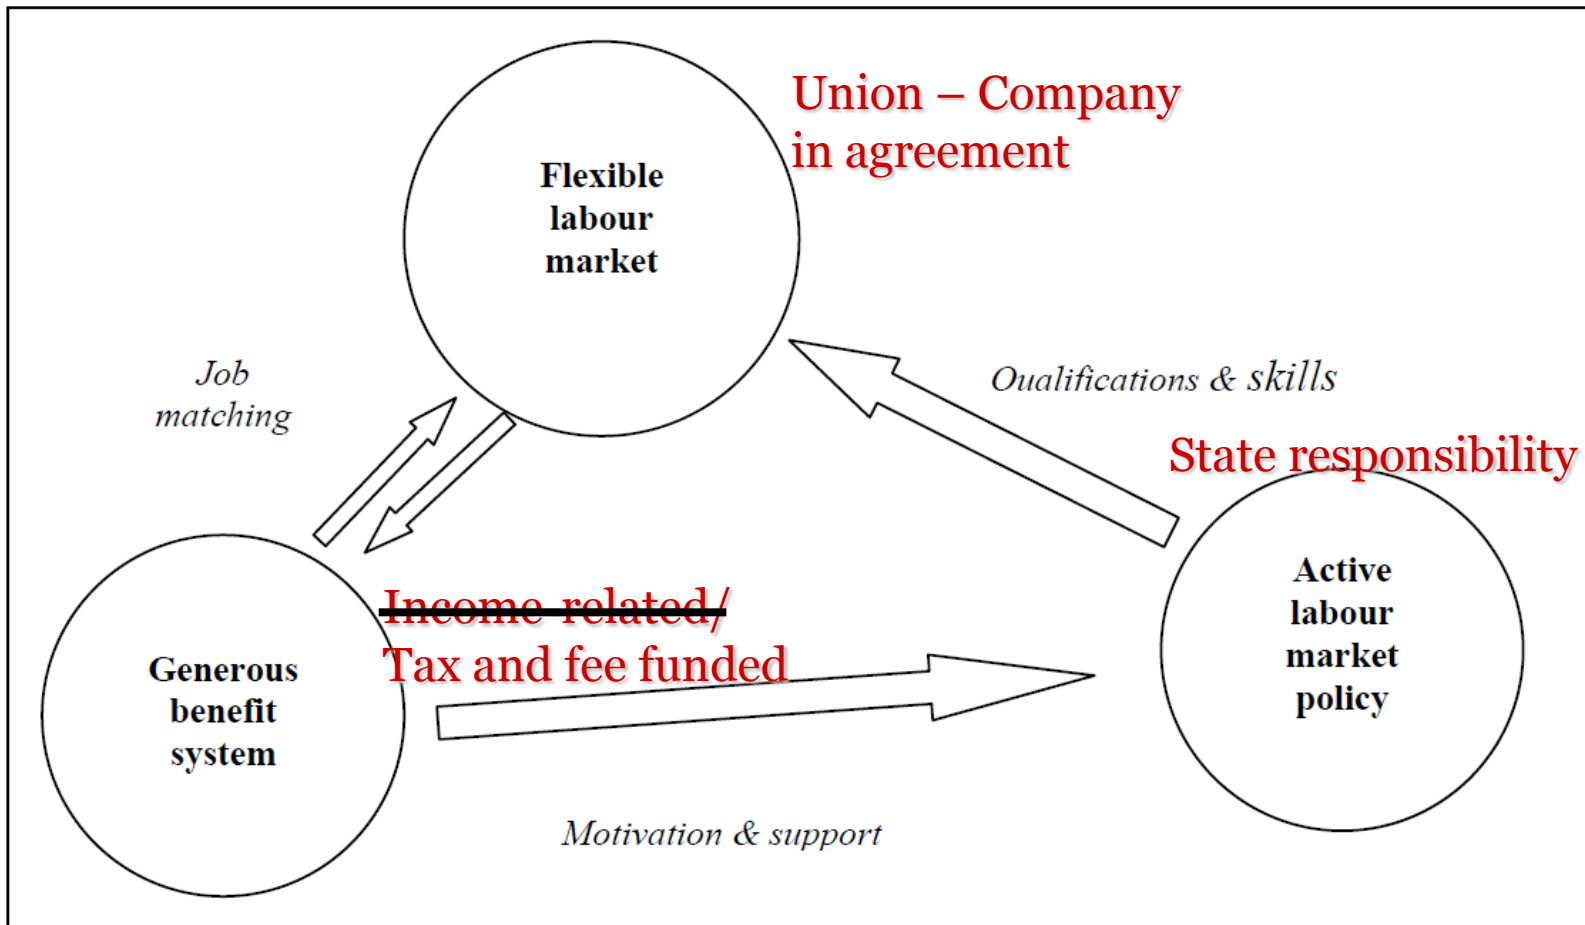 Union – Company
in agreement
Flexible
labour
market
Job
matching
Oualifications & skills
State responsibility
Income-related/
Tax and fee funded
Generous
benefit
system
Active
labour
market
policy
Motivation & support